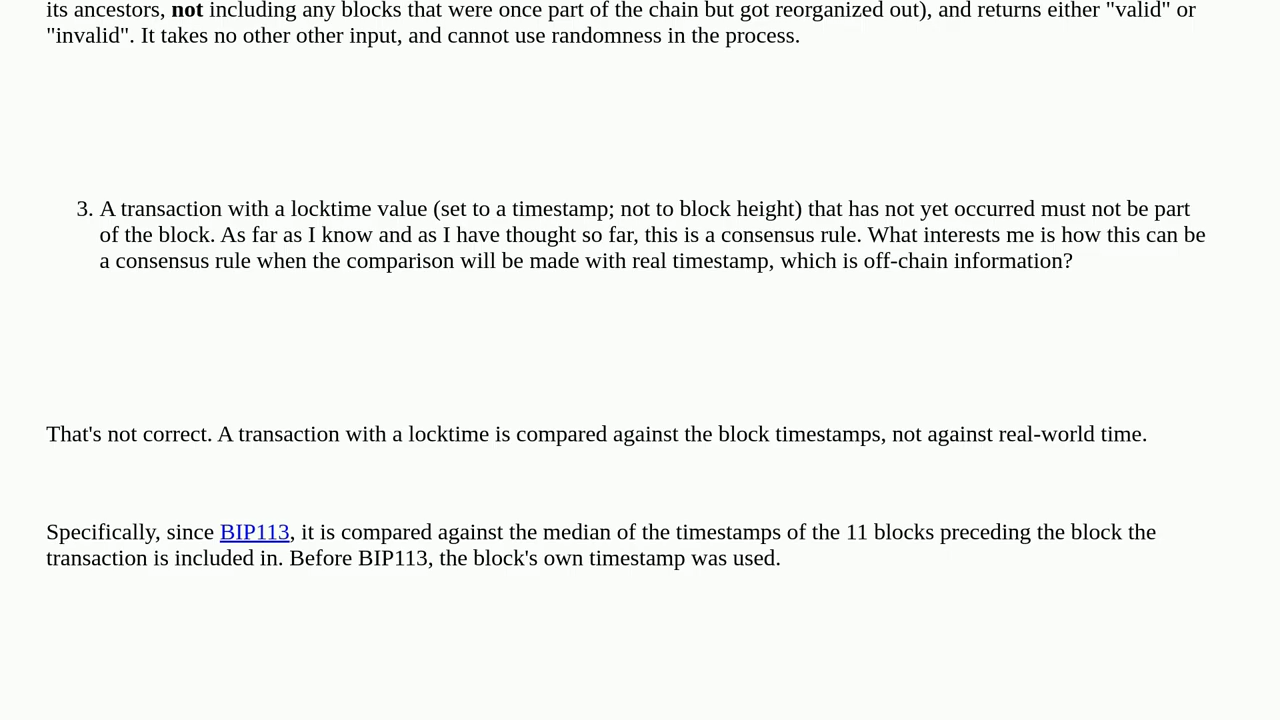 its ancestors, not including any blocks that were once part of the chain but got reorganized out), and returns either "valid" or
"invalid". It takes no other other input, and cannot use randomness in the process.
3. A transaction with a locktime value (set to a timestamp; not to block height) that has not yet occurred must not be part
of the block. As far as I know and as I have thought so far, this is a consensus rule. What interests me is how this can be
a consensus rule when the comparison will be made with real timestamp, which is off-chain information?
That's not correct. A transaction with a locktime is compared against the block timestamps, not against real-world time.
Specifically, since BIP113, it is compared against the median of the timestamps of the 11 blocks preceding the block the
transaction is included in. Before BIP113, the block's own timestamp was used.